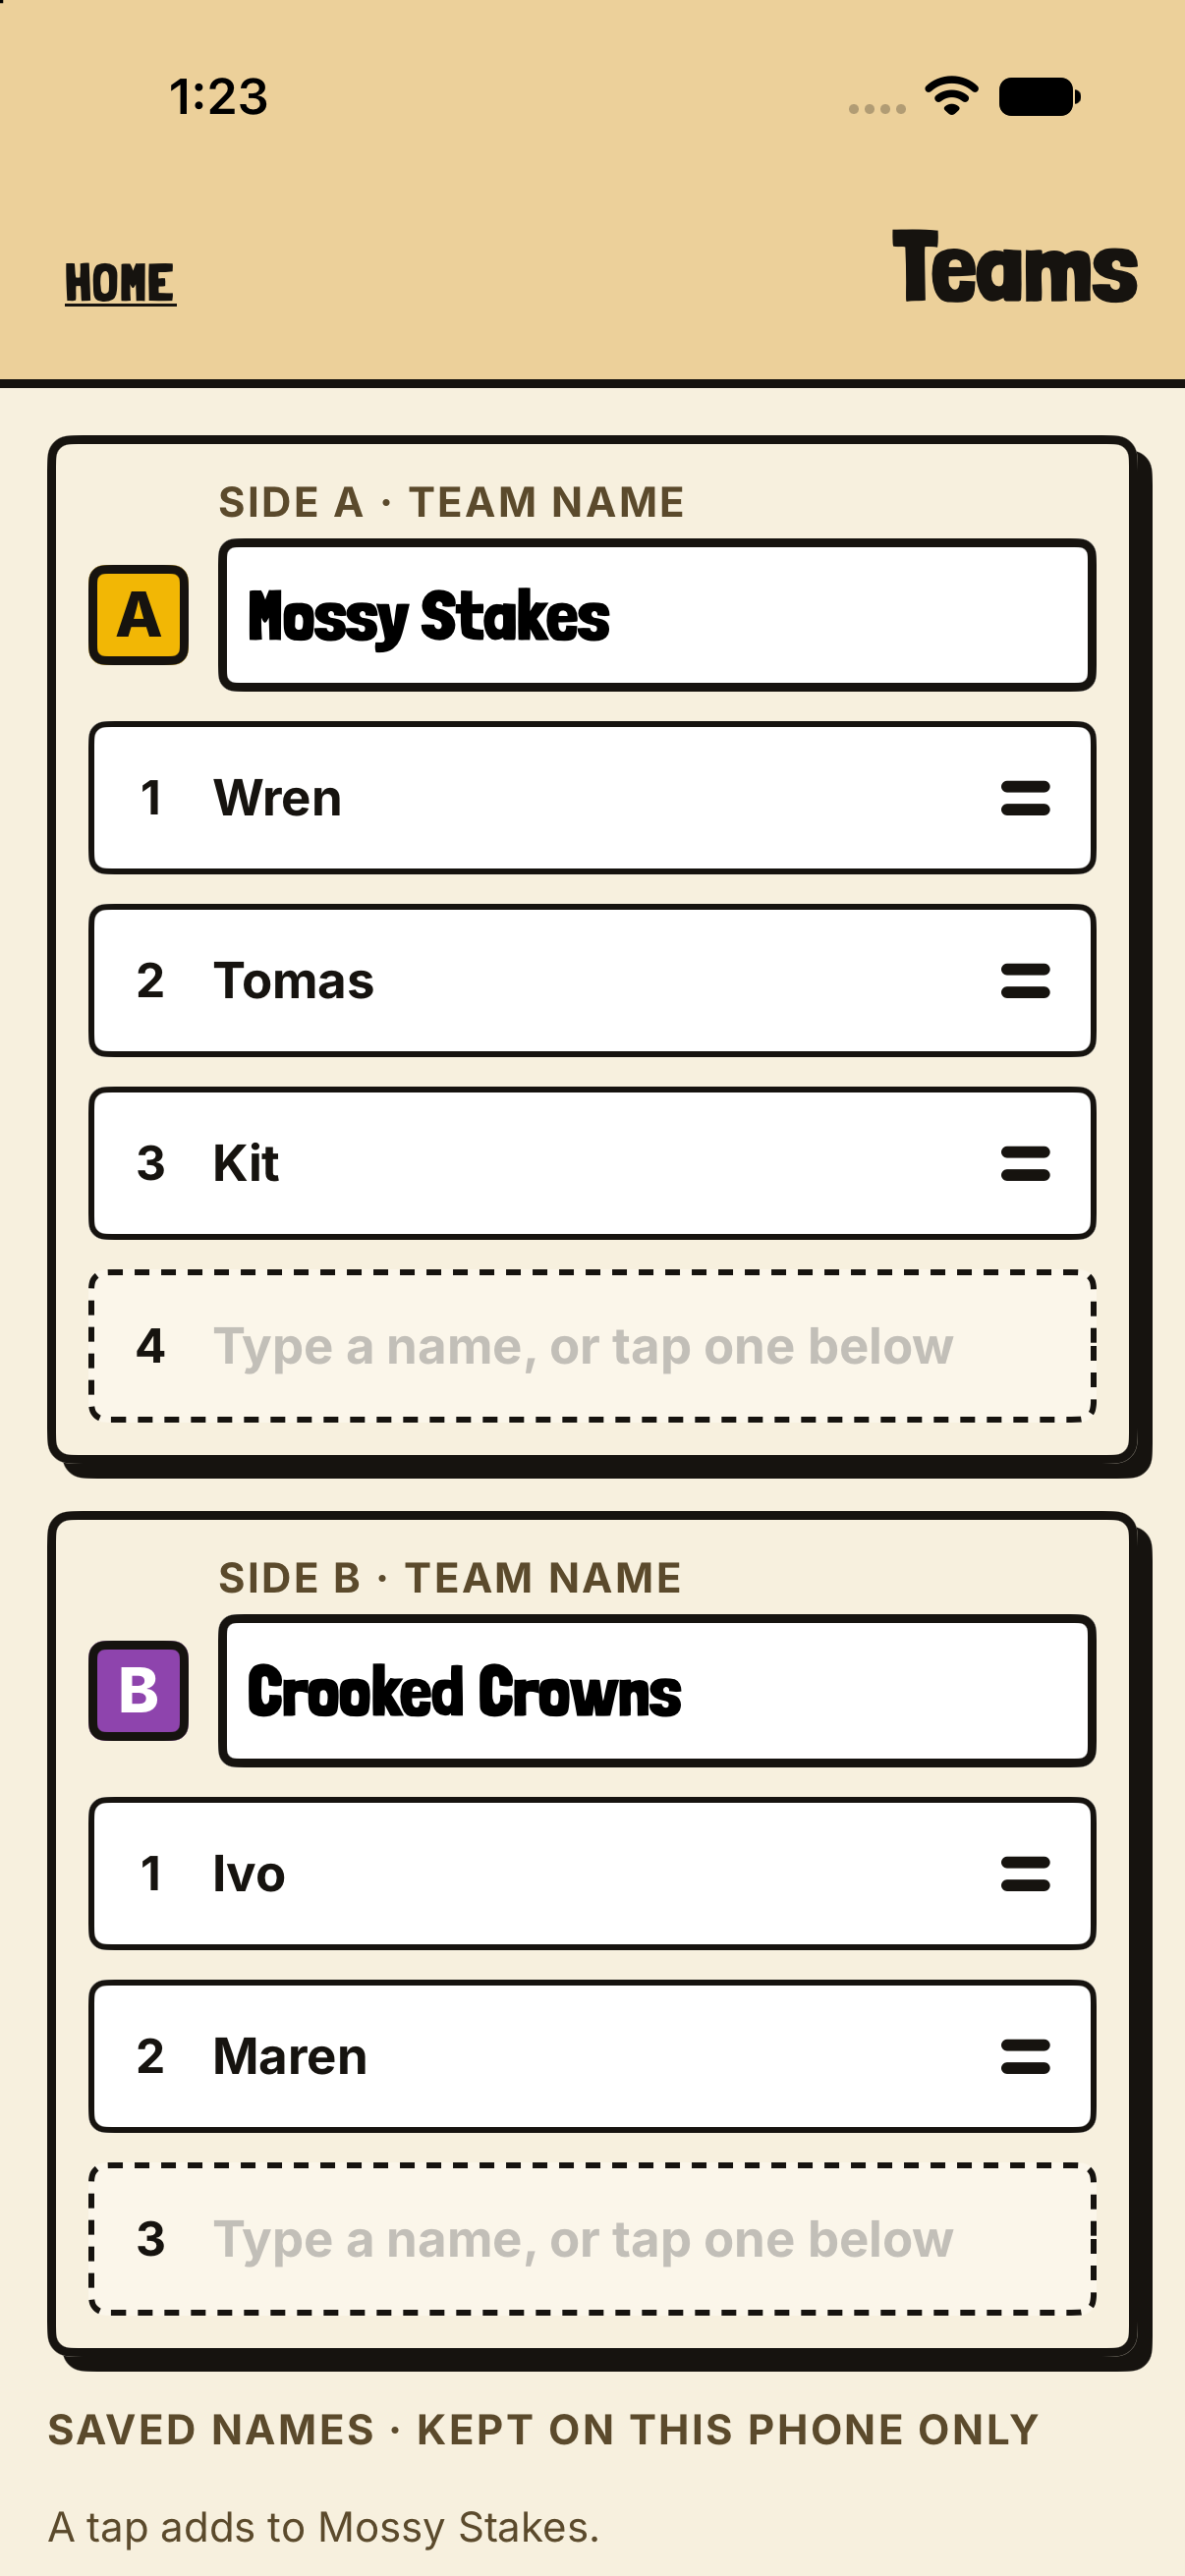 1:23
HOME
Teams
SIDE A · TEAM NAME
A
Mossy Stakes
1 Wren
2 Tomas
3 Kit
4 Type a name, or tap one below
SIDE B · TEAM NAME
B
Crooked Crowns
1 Ivo
2 Maren
3 Type a name, or tap one below
SAVED NAMES · KEPT ON THIS PHONE ONLY
A tap adds to Mossy Stakes.